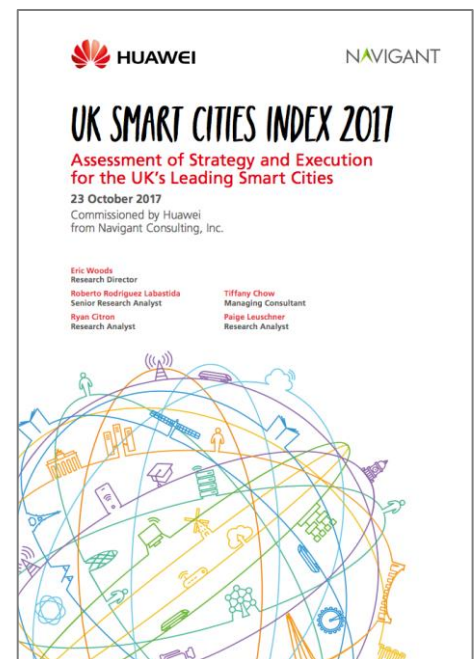 HUAWEI
NAVIGANT
UK SMART CITIES INDEX 2017
Assessment of Strategy and Execution
for the UK's Leading Smart Cities
23 October 2017
Commissioned by Huawei
from Navigant Consulting, Inc.
Eric Woods
Research Director
Roberto Rodriguez Labastida
Senior Research Analyst
Tiffany Chow
Managing Consultant
Ryan Citron
Research Analyst
Paige Leuschner
Research Analyst